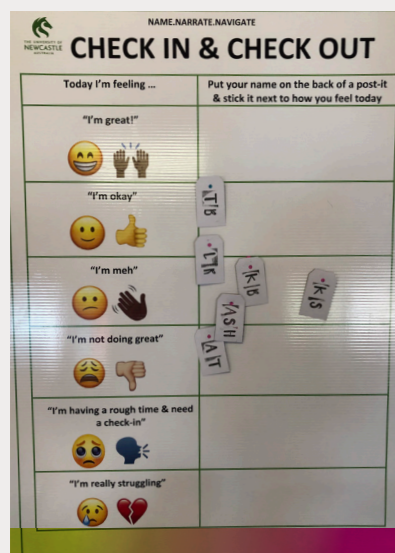 THE UNIVERSITY OF
NEWCASTLE
AUSTRALIA
NAME.NARRATE.NAVIGATE
CHECK IN & CHECK OUT
Today I'm feeling ...
Put your name on the back of a post-it
& stick it next to how you feel today
"I'm great!"
"I'm okay"
"I'm meh"
"I'm not doing great"
"I'm having a rough time & need
a check-in"
"I'm really struggling"